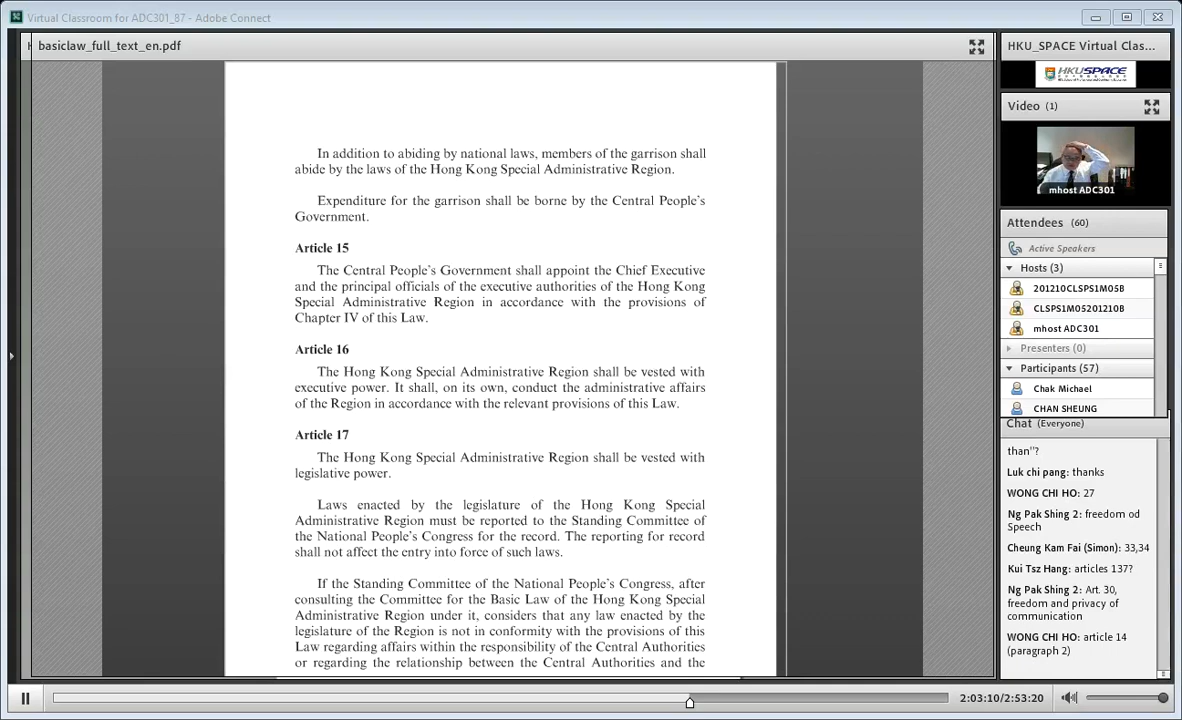 Virtual Classroom for ADC301_87 - Adobe Connect
basiclaw_full_text_en.pdf
In addition to abiding by national laws, members of the garrison shall
abide by the laws of the Hong Kong Special Administrative Region.
Expenditure for the garrison shall be borne by the Central People's
Government.
Article 15
The Central People's Government shall appoint the Chief Executive
and the principal officials of the executive authorities of the Hong Kong
Special Administrative Region in accordance with the provisions of
Chapter IV of this Law.
Article 16
The Hong Kong Special Administrative Region shall be vested with
executive power. It shall, on its own, conduct the administrative affairs
of the Region in accordance with the relevant provisions of this Law.
Article 17
The Hong Kong Special Administrative Region shall be vested with
legislative power.
Laws enacted by the legislature of the Hong Kong Special
Administrative Region must be reported to the Standing Committee of
the National People's Congress for the record. The reporting for record
shall not affect the entry into force of such laws.
If the Standing Committee of the National People's Congress, after
consulting the Committee for the Basic Law of the Hong Kong Special
Administrative Region under it, considers that any law enacted by the
legislature of the Region is not in conformity with the provisions of this
Law regarding affairs within the responsibility of the Central Authorities
or regarding the relationship between the Central Authorities and the
HKU_SPACE Virtual Clas...
HKUSPACE
Video (1)
mhost ADC301
Attendees (60)
Active Speakers
Hosts (3)
201210CLSPS1M05B
CLSPS1M05201210B
mhost ADC301
Presenters (0)
Participants (57)
Chak Michael
CHAN SHEUNG
Chat (Everyone)
than"?
Luk chi pang: thanks
WONG CHI HO: 27
Ng Pak Shing 2: freedom od
Speech
Cheung Kam Fai (Simon): 33,34
Kui Tsz Hang: articles 137?
Ng Pak Shing 2: Art. 30,
freedom and privacy of
communication
WONG CHI HO: article 14
(paragraph 2)
2:03:10/2:53:20